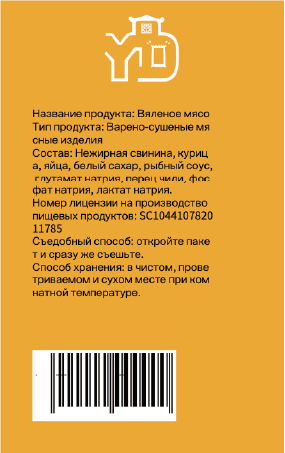 Название продукта: Вяленое мясо
Тип продукта: Варено-сушеные мя
сные изделия
Состав: Нежирная свинина, куриц
а, яйца, белый сахар, рыбный соус,
глутамат натрия, перец чили, фос
фат натрия, лактат натрия.
Номер лицензии на производство
пищевых продуктов: SC1044107820
11785
Съедобный способ: откройте паке
т и сразу же съешьте.
Способ хранения: в чистом, прове
триваемом и сухом месте при ком
натной температуре.